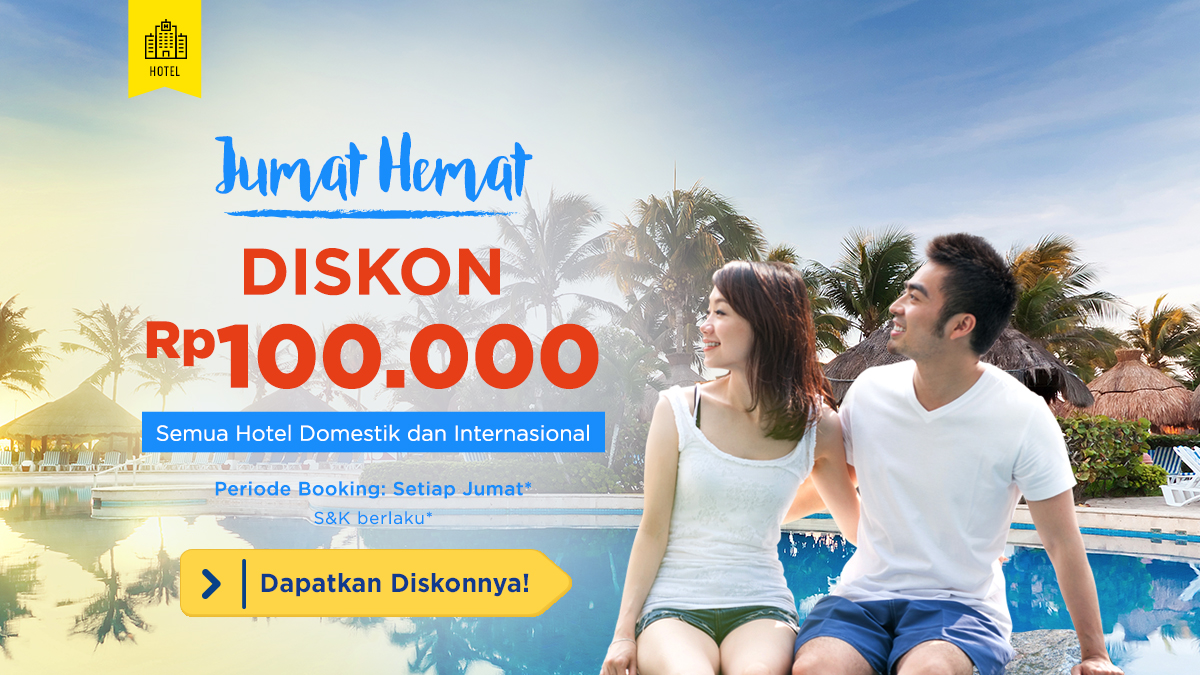 HOTEL
Jumat Hemat
DISKON
Rp100.000
Semua Hotel Domestik dan Internasional
Periode Booking: Setiap Jumat*
S&K berlaku*
Dapatkan Diskonnya!